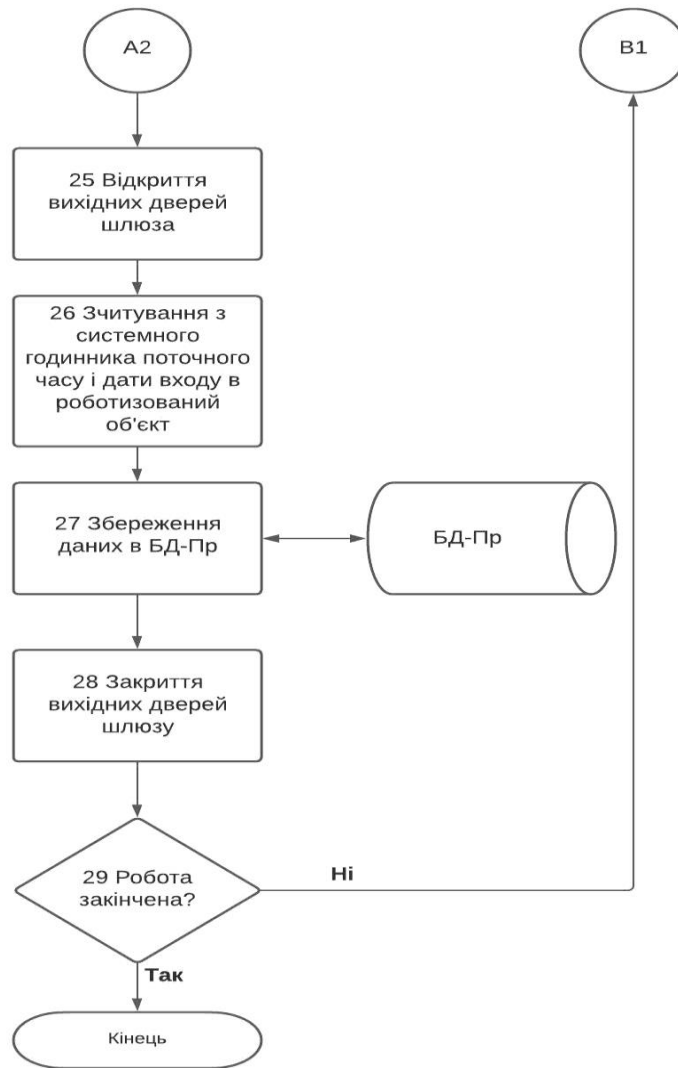 A2
B1
25 Відкриття
вихідних дверей
шлюза
26 Зчитування з
системного
годинника поточного
часу і дати входу в
роботизований
об'єкт
27 Збереження
даних в БД-Пр
БД-Пр
28 Закриття
вихідних дверей
шлюзу
29 Робота
закінчена?
Ні
Так
Кінець